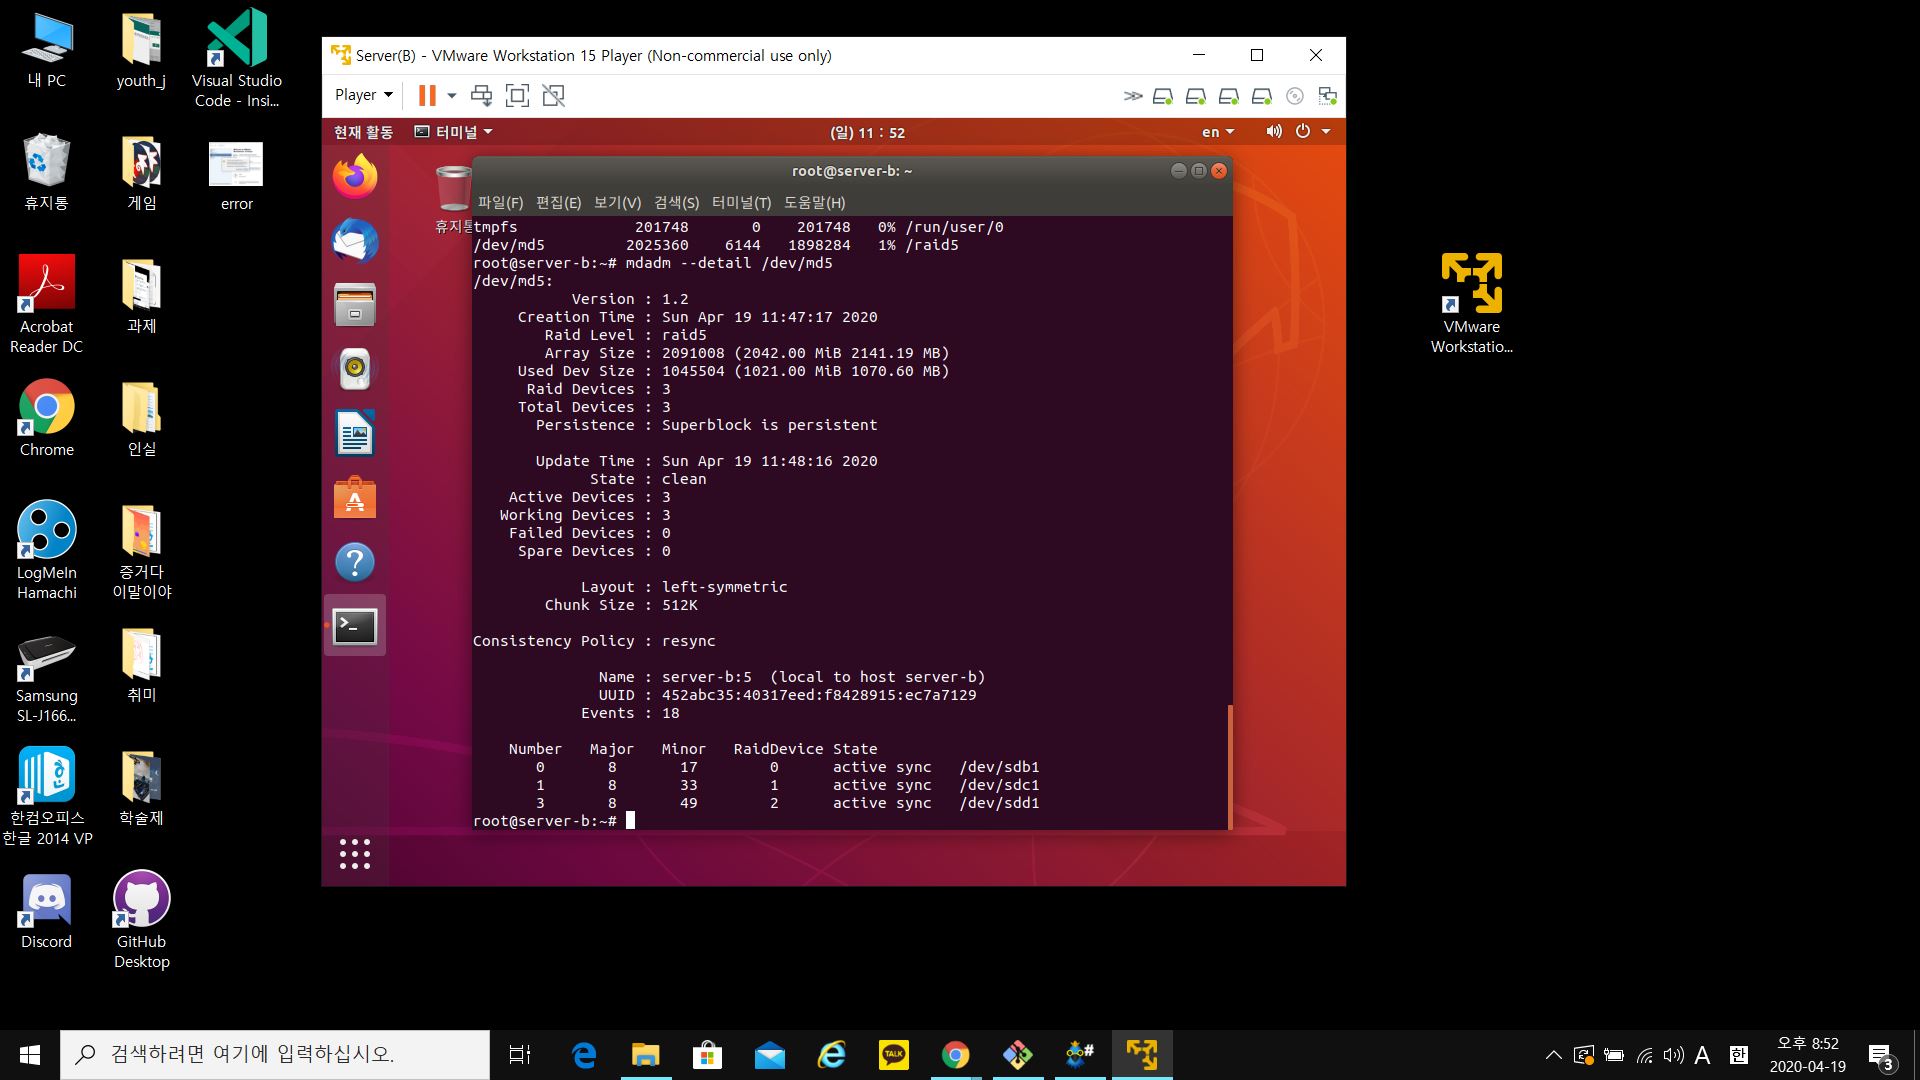 내 PC
youth_j
Visual Studio
Code - Insi...
휴지통
게임
error
Acrobat
Reader DC
과제
Chrome
인실
LogMeIn
Hamachi
증거다
이말이야
Samsung
SL-J166...
취미
한컴오피스
한글 2014 VP
학술제
Discord
GitHub
Desktop
Server(B) - VMware Workstation 15 Player (Non-commercial use only)
Player
현재 활동
터미널
(일) 11 : 52
en
휴지통
root@server-b: ~
파일(F) 편집(E) 보기(V) 검색(S) 터미널(T) 도움말(H)
tmpfs 201748 0 201748 0% /run/user/0
/dev/md5 2025360 6144 1898284 1% /raid5
root@server-b:~# mdadm --detail /dev/md5
/dev/md5:
Version : 1.2
Creation Time : Sun Apr 19 11:47:17 2020
Raid Level : raid5
Array Size : 2091008 (2042.00 MiB 2141.19 MB)
Used Dev Size : 1045504 (1021.00 MiB 1070.60 MB)
Raid Devices : 3
Total Devices : 3
Persistence : Superblock is persistent
Update Time : Sun Apr 19 11:48:16 2020
State : clean
Active Devices : 3
Working Devices : 3
Failed Devices : 0
Spare Devices : 0
Layout : left-symmetric
Chunk Size : 512K
Consistency Policy : resync
Name : server-b:5 (local to host server-b)
UUID : 452abc35:40317eed:f8428915:ec7a7129
Events : 18
Number Major Minor RaidDevice State
0 8 17 0 active sync /dev/sdb1
1 8 33 1 active sync /dev/sdc1
3 8 49 2 active sync /dev/sdd1
root@server-b:~#
VMware
Workstatio...
검색하려면 여기에 입력하십시오.
TALK
A
한
오후 8:52
2020-04-19
3